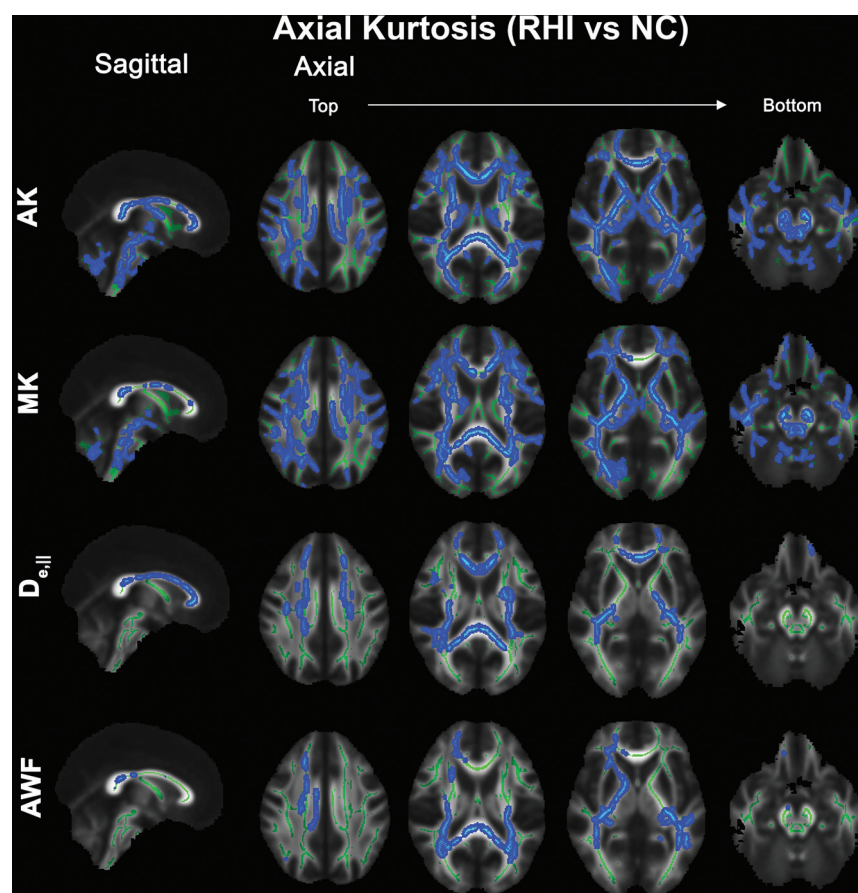 Axial Kurtosis (RHI vs NC)
Sagittal
Axial
Top
Bottom
AK
MK
De,||
AWF